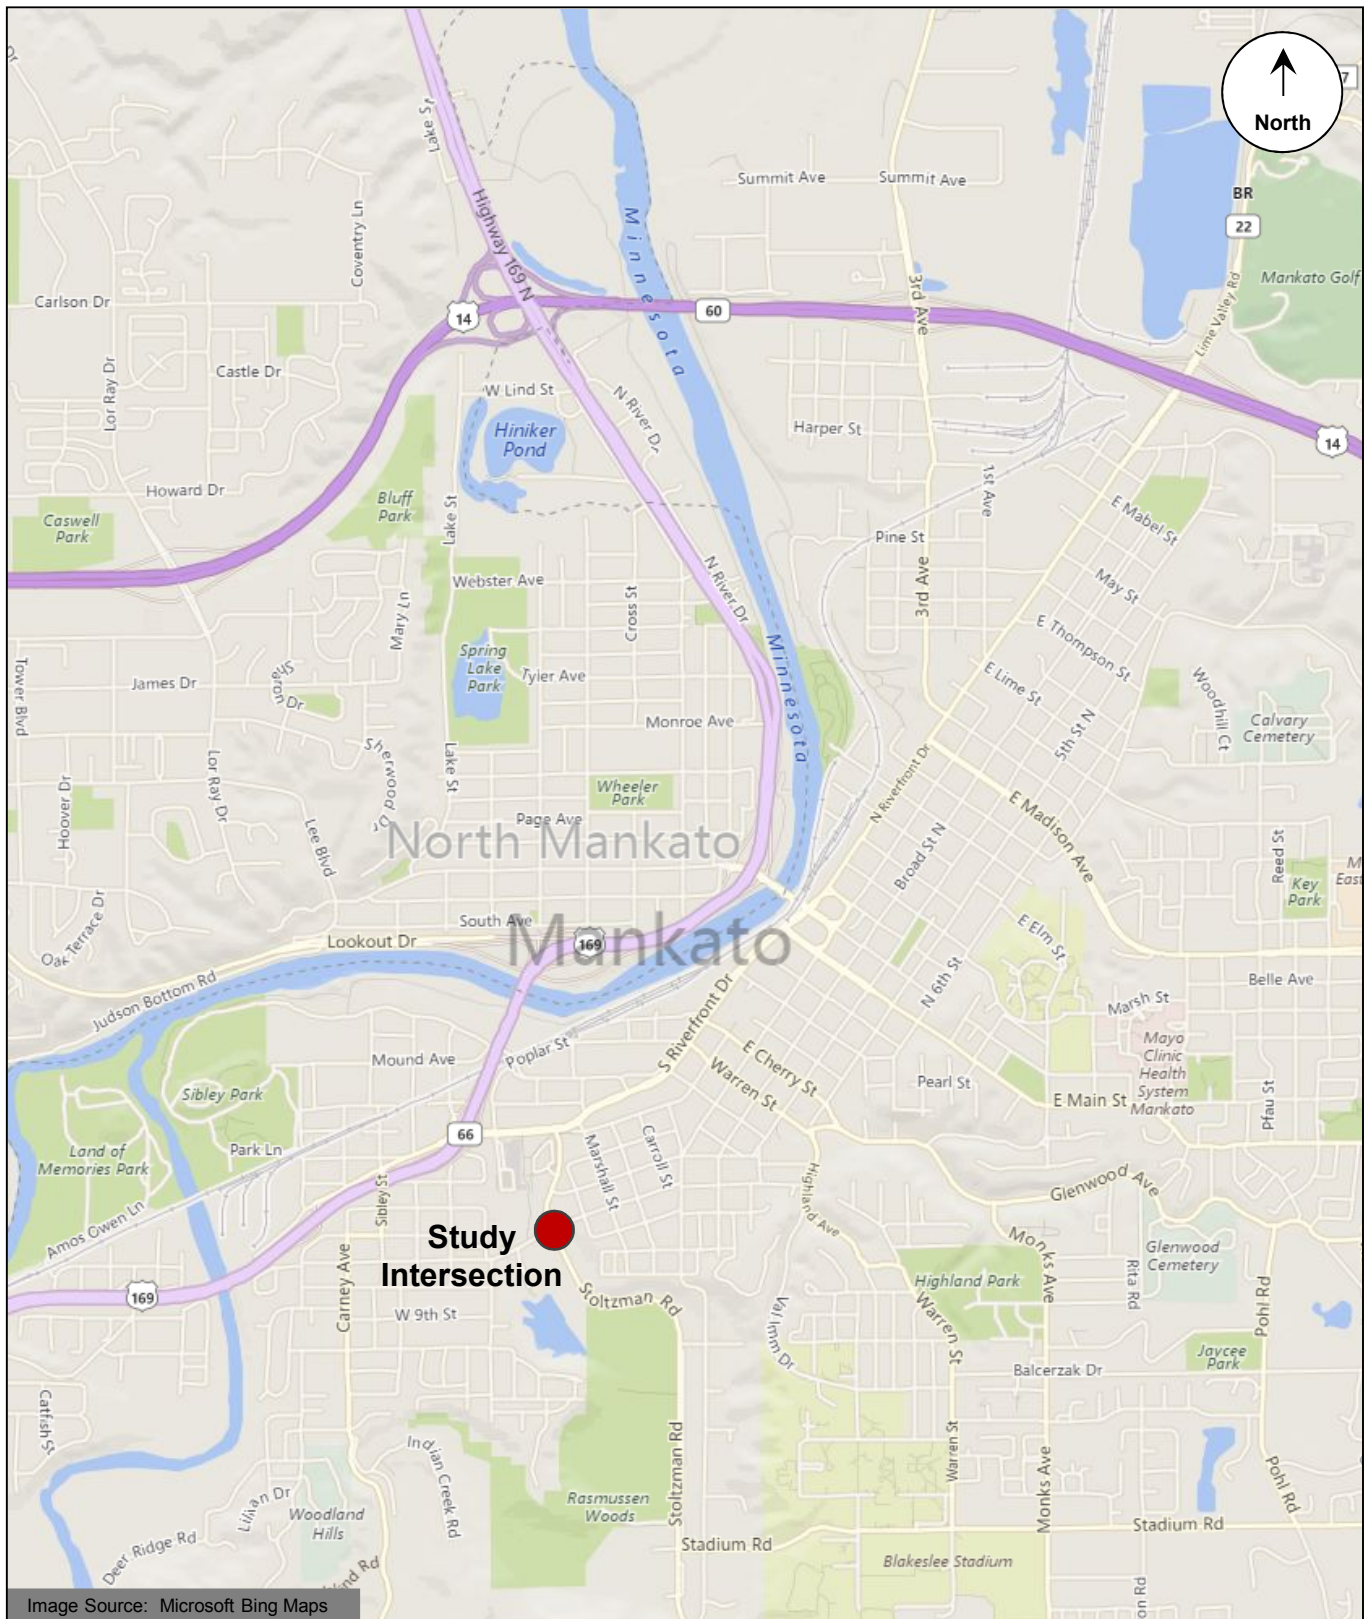 North
7
BR
22
Mankato Golf
Lake St
Highway 169 N
Minnesota
Summit Ave
Summit Ave
Coventry Ln
Carlson Dr
14
60
3rd Ave
Lime Valley Rd
Lor Ray Dr
Castle Dr
W Lind St
N River Dr
Hiniker
Pond
Harper St
14
Howard Dr
Bluff
Park
Lake St
1st Ave
E Mabel St
Caswell
Park
Pine St
Webster Ave
Cross St
N River Dr
3rd Ave
May St
Mary Ln
E Thompson St
Minnesota
Spring
Lake
Park
Tyler Ave
Sharon Dr
James Dr
Tower Blvd
E Lime St
Woodhill Ct
Calvary
Cemetery
Monroe Ave
5th St N
Sherwood Dr
Lake St
Lor Ray Dr
Hoover Dr
Wheeler
Park
N Riverfront Dr
E Madison Ave
Page Ave
North Mankato
Lee Blvd
Broad St N
Reed St
Key
Park
M
East
Oak Terrace Dr
South Ave
Lookout Dr
169
Mankato
E Elm St
Judson Bottom Rd
N 6th St
Belle Ave
Marsh St
S Riverfront Dr
Mound Ave
Poplar St
E Cherry St
Warren St
Mayo
Clinic
Health
System
Mankato
Pearl St
Sibley Park
E Main St
Pfau St
66
Land of
Memories Park
Park Ln
Marshall St
Carroll St
Highland Ave
Glenwood Ave
Sibley St
Amos Owen Ln
Study
Intersection
Monks Ave
Glenwood
Cemetery
Rita Rd
Highland Park
Carney Ave
169
Stoltzman Rd
W 9th St
Val Imm Dr
Warren St
Pohl Rd
Jaycee
Park
Balcerzak Dr
Catfish St
Indian Creek Rd
Stoltzman Rd
Warren St
Monks Ave
Pohl Rd
Lillian Dr
Woodland
Hills
Rasmussen
Woods
Stadium Rd
Stadium Rd
Deer Ridge Rd
nd Rd
Blakeslee Stadium
on Rd
Image Source: Microsoft Bing Maps